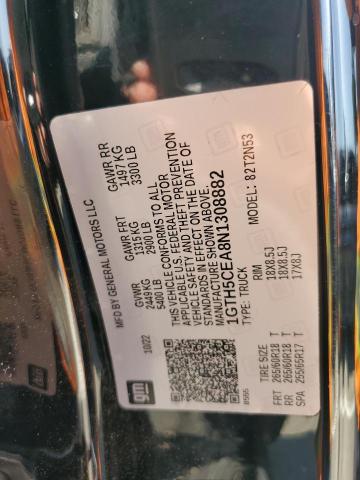 MFD BY GENERAL MOTORS LLC
10/22 GVWR GAWR FRT GAWR RR
2449 KG 1315 KG 1497 KG
5400 LB 2900 LB 3300 LB
THIS VEHICLE CONFORMS TO ALL
APPLICABLE U.S. FEDERAL MOTOR
VEHICLE SAFETY AND THEFT PREVENTION
STANDARDS IN EFFECT ON THE DATE OF
MANUFACTURE SHOWN ABOVE.
1GTH5CEA8N1308882
TYPE: TRUCK MODEL: 82T2N53
gm
TIRE SIZE RIM
FRT 265/60R18 T 18X8.5J
RR 265/60R18 T 18X8.5J
SPA 255/65R17 T 17X8J